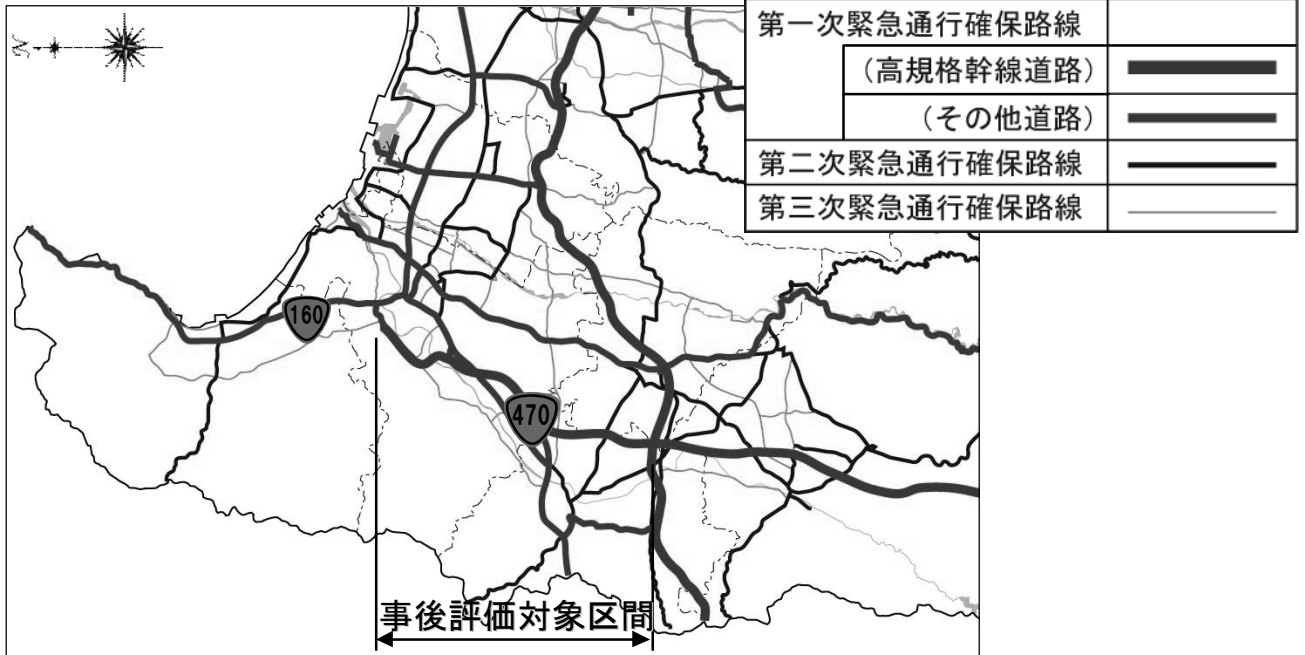 第一次緊急通行確保路線
(高規格幹線道路)
(その他道路)
第二次緊急通行確保路線
第三次緊急通行確保路線
N
160
470
事後評価対象区間